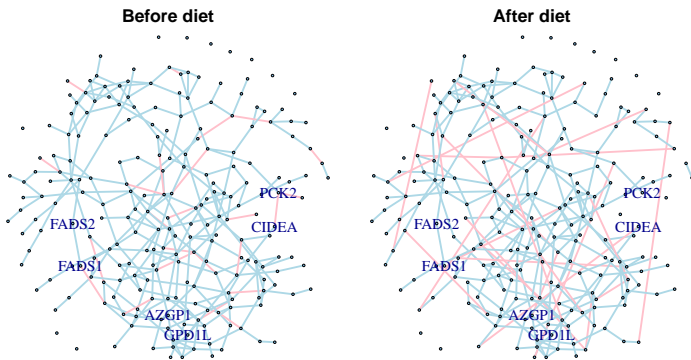 Before diet
After diet
PCK2
FADS2
CIDEA
FADS1
AZGP1
GPD1L
PCK2
FADS2
CIDEA
FADS1
AZGP1
GPD1L